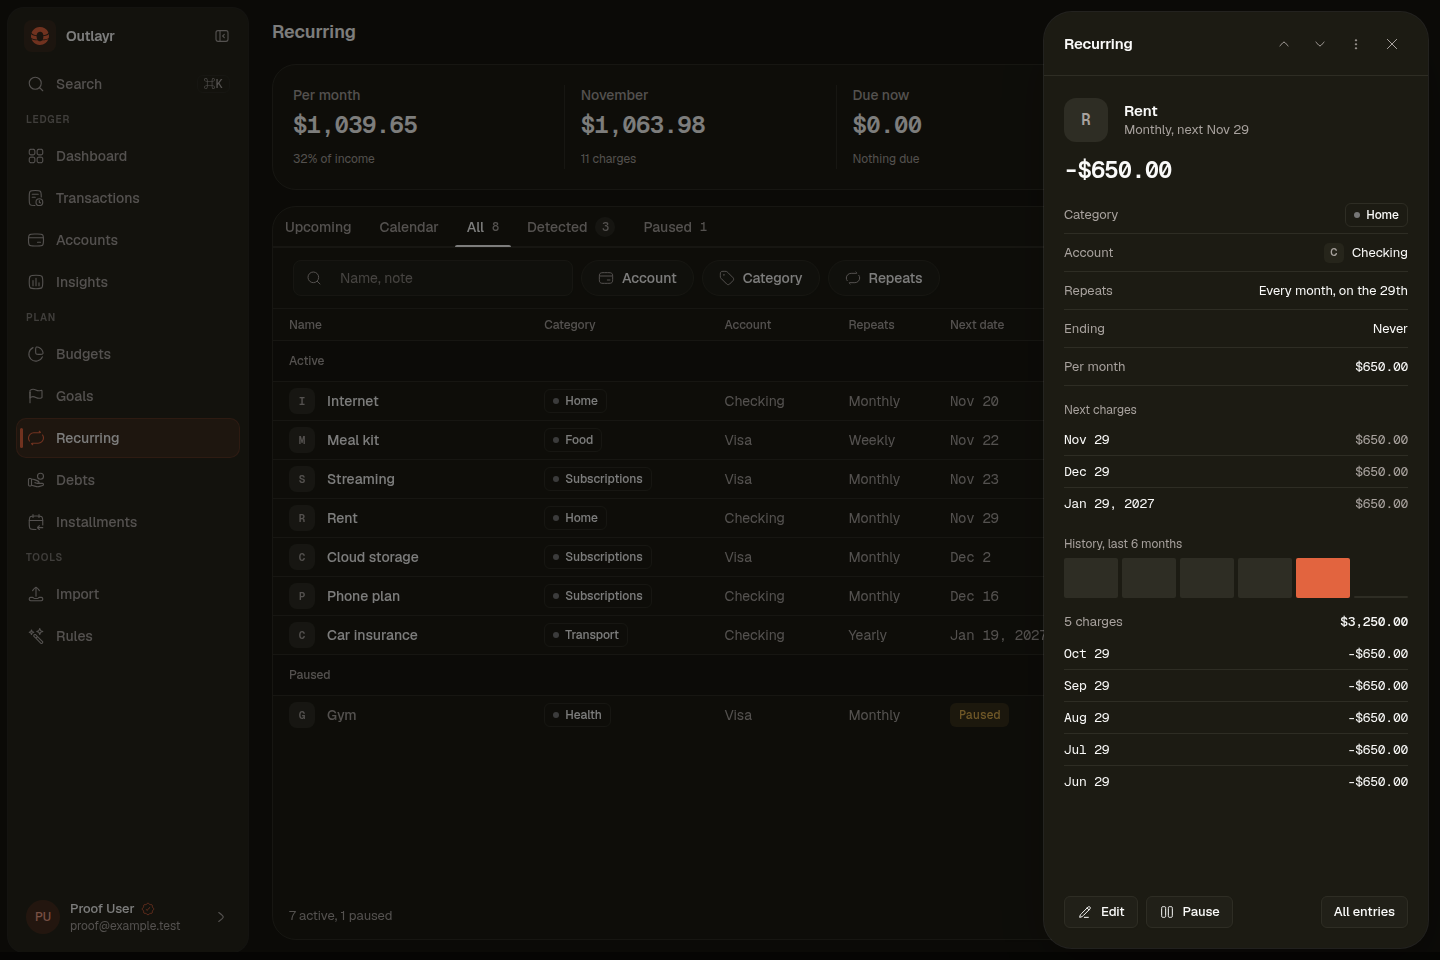 Outlayr
Search ⌘K
LEDGER
Dashboard
Transactions
Accounts
Insights
PLAN
Budgets
Goals
Recurring
Debts
Installments
TOOLS
Import
Rules
PU
Proof User
proof@example.test
Recurring
Per month
$1,039.65
32% of income
November
$1,063.98
11 charges
Due now
$0.00
Nothing due
Upcoming Calendar All 8 Detected 3 Paused 1
Name, note Account Category Repeats
Name Category Account Repeats Next date
Active
I Internet Home Checking Monthly Nov 20
M Meal kit Food Visa Weekly Nov 22
S Streaming Subscriptions Visa Monthly Nov 23
R Rent Home Checking Monthly Nov 29
C Cloud storage Subscriptions Visa Monthly Dec 2
P Phone plan Subscriptions Checking Monthly Dec 16
C Car insurance Transport Checking Yearly Jan 19, 2027
Paused
G Gym Health Visa Monthly Paused
7 active, 1 paused
Recurring
R
Rent
Monthly, next Nov 29
-$650.00
Category Home
Account C Checking
Repeats Every month, on the 29th
Ending Never
Per month $650.00
Next charges
Nov 29 $650.00
Dec 29 $650.00
Jan 29, 2027 $650.00
History, last 6 months
5 charges $3,250.00
Oct 29 -$650.00
Sep 29 -$650.00
Aug 29 -$650.00
Jul 29 -$650.00
Jun 29 -$650.00
Edit Pause All entries